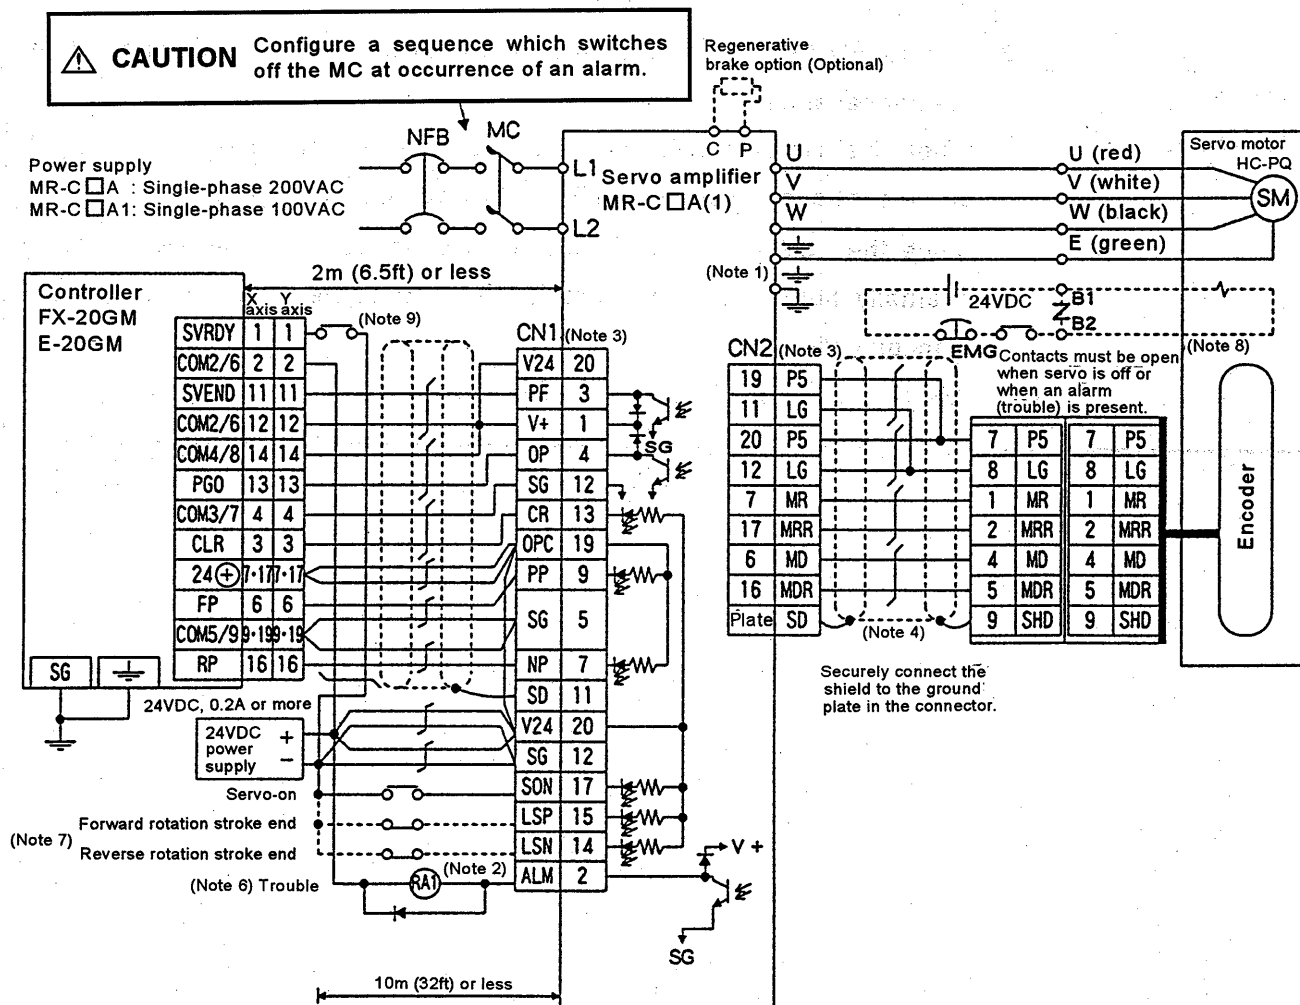 CAUTION Configure a sequence which switches
off the MC at occurrence of an alarm.
Regenerative
brake option (Optional)
NFB MC
C P
Power supply
MR-C□A : Single-phase 200VAC
MR-C□A1: Single-phase 100VAC
L1
L2
Servo amplifier
MR-C□A(1)
U
V
W
U (red)
V (white)
W (black)
E (green)
Servo motor
HC-PQ
SM
(Note 1)
2m (6.5ft) or less
Controller
FX-20GM
E-20GM
X axis Y axis
SVRDY 1 1
COM2/6 2 2
SVEND 11 11
COM2/6 12 12
COM4/8 14 14
PGO 13 13
COM3/7 4 4
CLR 3 3
24+ 7·17 7·17
FP 6 6
COM5/9 9·19 9·19
RP 16 16
SG
(Note 9)
CN1 (Note 3)
V24 20
PF 3
V+ 1
OP 4
SG 12
CR 13
OPC 19
PP 9
SG 5
NP 7
SD 11
V24 20
SG 12
SON 17
LSP 15
LSN 14
ALM 2
SG
V +
SG
24VDC, 0.2A or more
24VDC +
power
supply −
Servo-on
Forward rotation stroke end
(Note 7)
Reverse rotation stroke end
(Note 6) Trouble
RA1
(Note 2)
10m (32ft) or less
24VDC
B1
B2
EMG
(Note 8)
Contacts must be open
when servo is off or
when an alarm
(trouble) is present.
CN2 (Note 3)
19 P5
11 LG
20 P5
12 LG
7 MR
17 MRR
6 MD
16 MDR
Plate SD
(Note 4)
7 P5 7 P5
8 LG 8 LG
1 MR 1 MR
2 MRR 2 MRR
4 MD 4 MD
5 MDR 5 MDR
9 SHD 9 SHD
Encoder
Securely connect the
shield to the ground
plate in the connector.